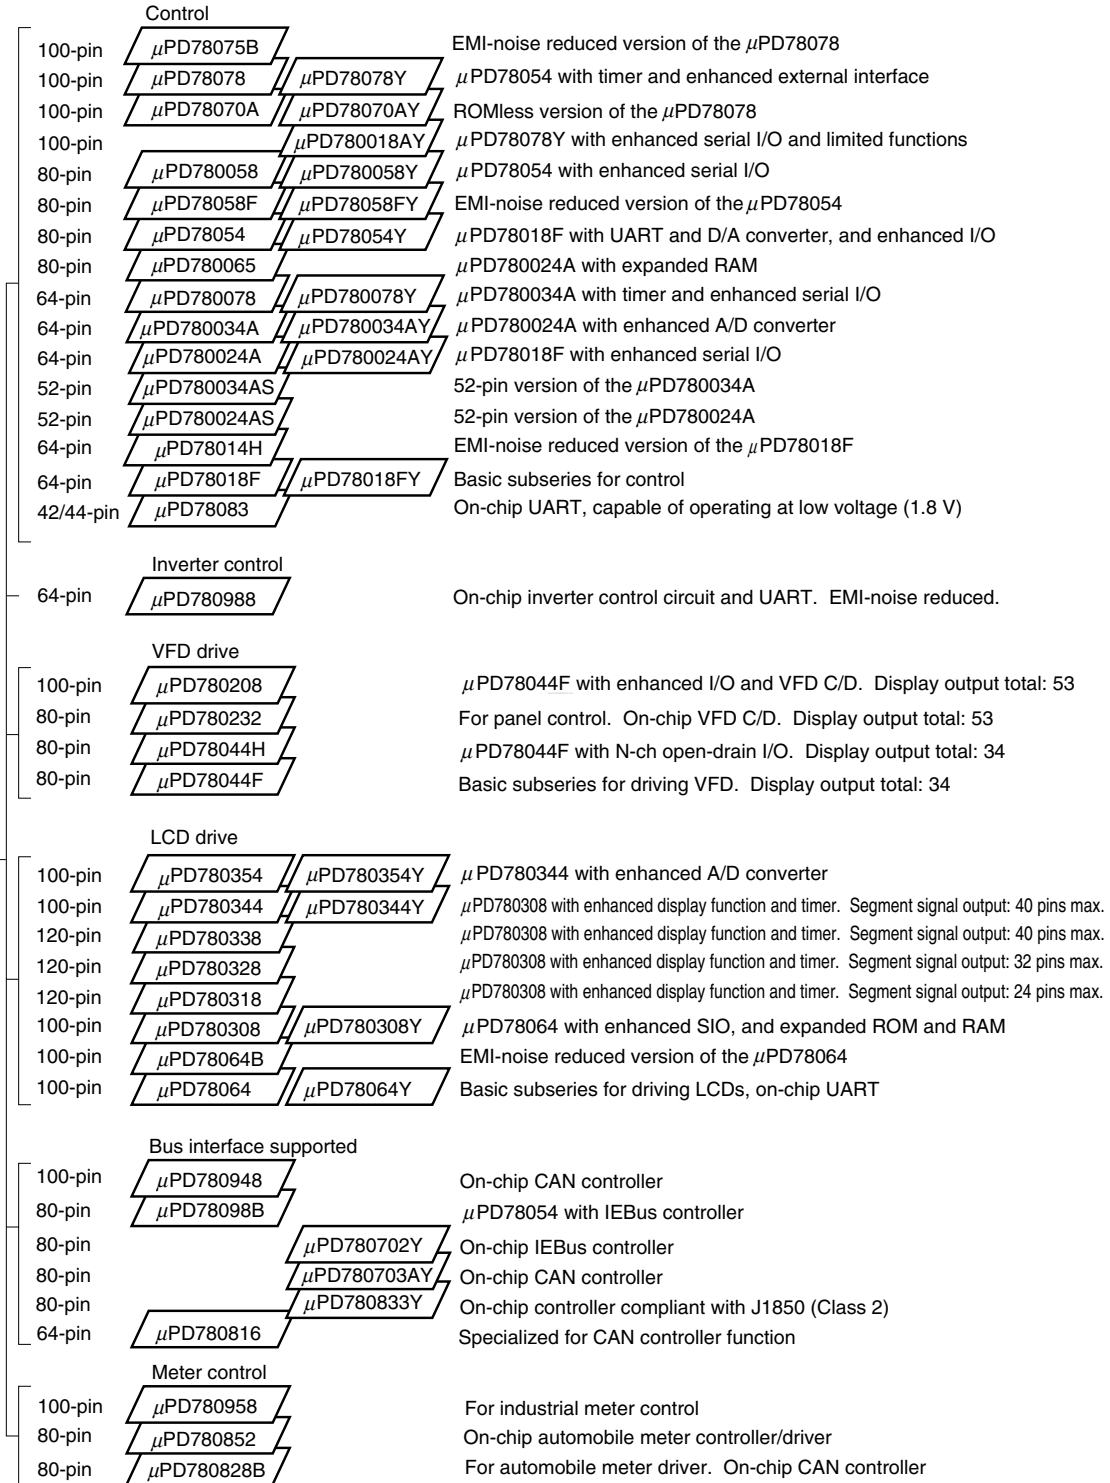 Control
100-pin μPD78075B EMI-noise reduced version of the μPD78078
100-pin μPD78078 μPD78078Y μPD78054 with timer and enhanced external interface
100-pin μPD78070A μPD78070AY ROMless version of the μPD78078
100-pin μPD780018AY μPD78078Y with enhanced serial I/O and limited functions
80-pin μPD780058 μPD780058Y μPD78054 with enhanced serial I/O
80-pin μPD78058F μPD78058FY EMI-noise reduced version of the μPD78054
80-pin μPD78054 μPD78054Y μPD78018F with UART and D/A converter, and enhanced I/O
80-pin μPD780065 μPD780024A with expanded RAM
64-pin μPD780078 μPD780078Y μPD780034A with timer and enhanced serial I/O
64-pin μPD780034A μPD780034AY μPD780024A with enhanced A/D converter
64-pin μPD780024A μPD780024AY μPD78018F with enhanced serial I/O
52-pin μPD780034AS 52-pin version of the μPD780034A
52-pin μPD780024AS 52-pin version of the μPD780024A
64-pin μPD78014H EMI-noise reduced version of the μPD78018F
64-pin μPD78018F μPD78018FY Basic subseries for control
42/44-pin μPD78083 On-chip UART, capable of operating at low voltage (1.8 V)
Inverter control
64-pin μPD780988 On-chip inverter control circuit and UART. EMI-noise reduced.
VFD drive
100-pin μPD780208 μPD78044F with enhanced I/O and VFD C/D. Display output total: 53
80-pin μPD780232 For panel control. On-chip VFD C/D. Display output total: 53
80-pin μPD78044H μPD78044F with N-ch open-drain I/O. Display output total: 34
80-pin μPD78044F Basic subseries for driving VFD. Display output total: 34
LCD drive
100-pin μPD780354 μPD780354Y μPD780344 with enhanced A/D converter
100-pin μPD780344 μPD780344Y μPD780308 with enhanced display function and timer. Segment signal output: 40 pins max.
120-pin μPD780338 μPD780308 with enhanced display function and timer. Segment signal output: 40 pins max.
120-pin μPD780328 μPD780308 with enhanced display function and timer. Segment signal output: 32 pins max.
120-pin μPD780318 μPD780308 with enhanced display function and timer. Segment signal output: 24 pins max.
100-pin μPD780308 μPD780308Y μPD78064 with enhanced SIO, and expanded ROM and RAM
100-pin μPD78064B EMI-noise reduced version of the μPD78064
100-pin μPD78064 μPD78064Y Basic subseries for driving LCDs, on-chip UART
Bus interface supported
100-pin μPD780948 On-chip CAN controller
80-pin μPD78098B μPD78054 with IEBus controller
80-pin μPD780702Y On-chip IEBus controller
80-pin μPD780703AY On-chip CAN controller
80-pin μPD780833Y On-chip controller compliant with J1850 (Class 2)
64-pin μPD780816 Specialized for CAN controller function
Meter control
100-pin μPD780958 For industrial meter control
80-pin μPD780852 On-chip automobile meter controller/driver
80-pin μPD780828B For automobile meter driver. On-chip CAN controller